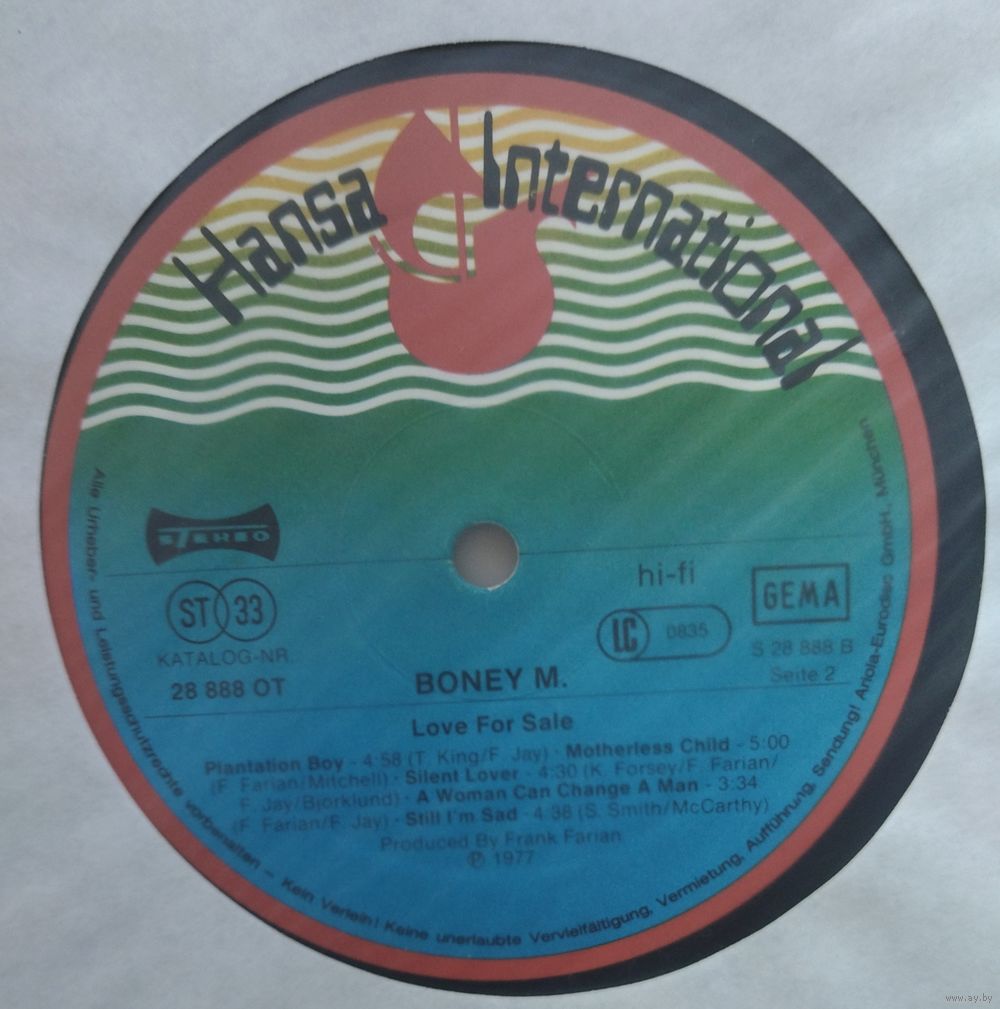 Hansa International
STEREO
ST 33
KATALOG-NR.
28 888 OT
hi-fi
LC 0835
GEMA
S 28 888 B
Seite 2
BONEY M.
Love For Sale
Plantation Boy - 4:58 (T. King/F. Jay) · Motherless Child - 5:00
(F. Farian/Mitchell) · Silent Lover - 4:30 (K. Forsey/F. Farian/
F. Jay/Bjorklund) · A Woman Can Change A Man - 3:34
(F. Farian/F. Jay) · Still I'm Sad - 4:38 (S. Smith/McCarthy)
Produced By Frank Farian
℗ 1977
Alle Urheber- und Leistungsschutzrechte vorbehalten – Kein Verleih! Keine unerlaubte Vervielfältigung, Vermietung, Aufführung, Sendung! Ariola-Eurodisc GmbH., München
www.ay.by